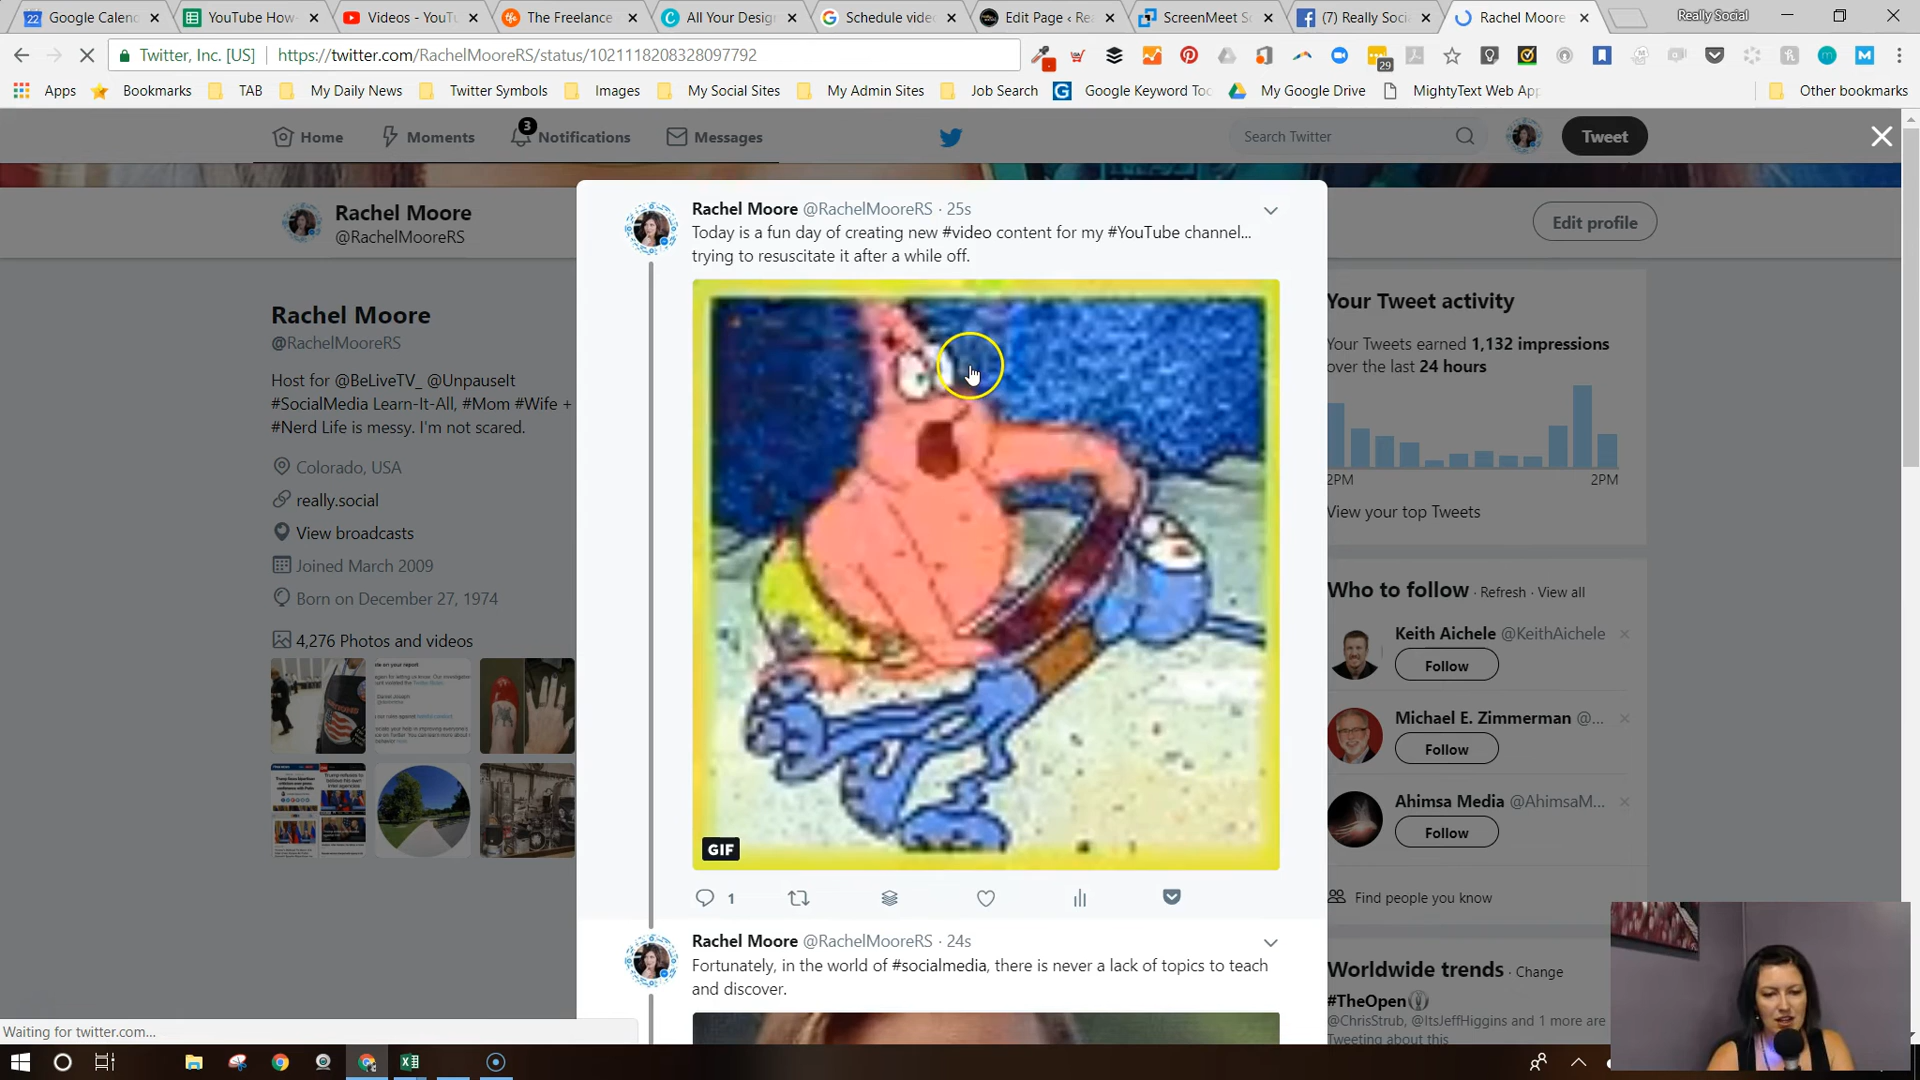 22 Google Calen
YouTube How-
Videos - YouTu
The Freelance
All Your Desig
Schedule vide
Edit Page ‹ Rea
ScreenMeet Sc
(7) Really Soci
Rachel Moore
Really Social
Twitter, Inc. [US]
https://twitter.com/RachelMooreRS/status/1021118208328097792
29
Apps
Bookmarks
TAB
My Daily News
Twitter Symbols
Images
My Social Sites
My Admin Sites
Job Search
Google Keyword Too
My Google Drive
MightyText Web App
Other bookmarks
Home
Moments
3
Notifications
Messages
Search Twitter
Tweet
Rachel Moore
@RachelMooreRS
Edit profile
Rachel Moore
@RachelMooreRS
Host for @BeLiveTV_ @UnpauseIt
#SocialMedia Learn-It-All, #Mom #Wife +
#Nerd Life is messy. I'm not scared.
Colorado, USA
really.social
View broadcasts
Joined March 2009
Born on December 27, 1974
4,276 Photos and videos
Rachel Moore @RachelMooreRS · 25s
Today is a fun day of creating new #video content for my #YouTube channel...
trying to resuscitate it after a while off.
GIF
1
Rachel Moore @RachelMooreRS · 24s
Fortunately, in the world of #socialmedia, there is never a lack of topics to teach
and discover.
Your Tweet activity
Your Tweets earned 1,132 impressions
over the last 24 hours
2PM
2PM
View your top Tweets
Who to follow · Refresh · View all
Keith Aichele @KeithAichele
Follow
Michael E. Zimmerman @...
Follow
Ahimsa Media @AhimsaM...
Follow
Find people you know
Worldwide trends · Change
#TheOpen
@ChrisStrub, @ItsJeffHiggins and 1 more are
Tweeting about this
Waiting for twitter.com...